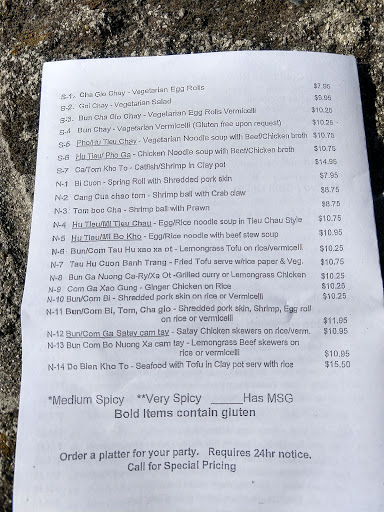 S-1. Cha Gio Chay - Vegetarian Egg Rolls $7.95
S-2. Goi Chay - Vegetarian Salad $9.95
S-3. Bun Cha Gio Chay - Vegetarian Egg Rolls Vermicelli $10.25
S-4 Bun Chay - Vegetarian Vermicelli (Gluten free upon request) $10.25
S-5 Pho/Hu Tieu Chay - Vegetarian Noodle soup with Beef/Chicken broth $10.75
S-6 Hu Tieu/ Pho Ga - Chicken Noodle soup with Beef/Chicken broth $10.75
S-7 Ca/Tom Kho To - Catfish/Shrimp in Clay pot $14.95
N-1 Bi Cuon - Spring Roll with Shredded pork skin $7.95
N-2 Cang Cua chao tom - Shrimp ball with Crab claw $8.75
N-3 Tom boc Cha - Shrimp ball with Prawn $8.75
N-4 Hu Tieu/Mi Tieu Chau - Egg/Rice noodle soup in Tieu Chau Style $10.75
N-5 Hu Tieu/Mi Bo Kho - Egg/Rice noodle with beef stew soup $10.95
N-6 Bun/Com Tau Hu xao xa ot - Lemongrass Tofu on rice/vermicelli $10.25
N-7 Tau Hu Cuon Banh Trang - Fried Tofu serve w/rice paper & Veg. $10.75
N-8 Bun Ga Nuong Ca-Ry/Xa Ot -Grilled curry or Lemongrass Chicken $10.25
N-9 Com Ga Xao Gung - Ginger Chicken on Rice $10.25
N-10 Bun/Com Bi - Shredded pork skin on rice or Vermicelli $10.25
N-11 Bun/Com Bi, Tom, Cha gio - Shredded pork skin, Shrimp, Egg roll
on rice or vermicelli $11.95
N-12 Bun/Com Ga Satay cam tay - Satay Chicken skewers on rice/verm. $10.95
N-13 Bun Com Bo Nuong Xa cam tay - Lemongrass Beef skewers on
rice or vermicelli $10.95
N-14 Do Bien Kho To - Seafood with Tofu in Clay pot serv with rice $15.50
*Medium Spicy **Very Spicy _____Has MSG
Bold Items contain gluten
Order a platter for your party. Requires 24hr notice.
Call for Special Pricing